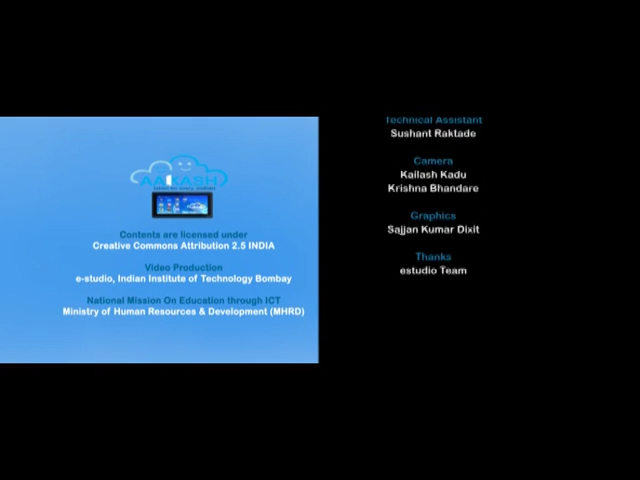 AAKASH
Contents are licensed under
Creative Commons Attribution 2.5 INDIA
Video Production
e-studio, Indian Institute of Technology Bombay
National Mission On Education through ICT
Ministry of Human Resources & Development (MHRD)
Technical Assistant
Sushant Raktade
Camera
Kailash Kadu
Krishna Bhandare
Graphics
Sajjan Kumar Dixit
Thanks
estudio Team